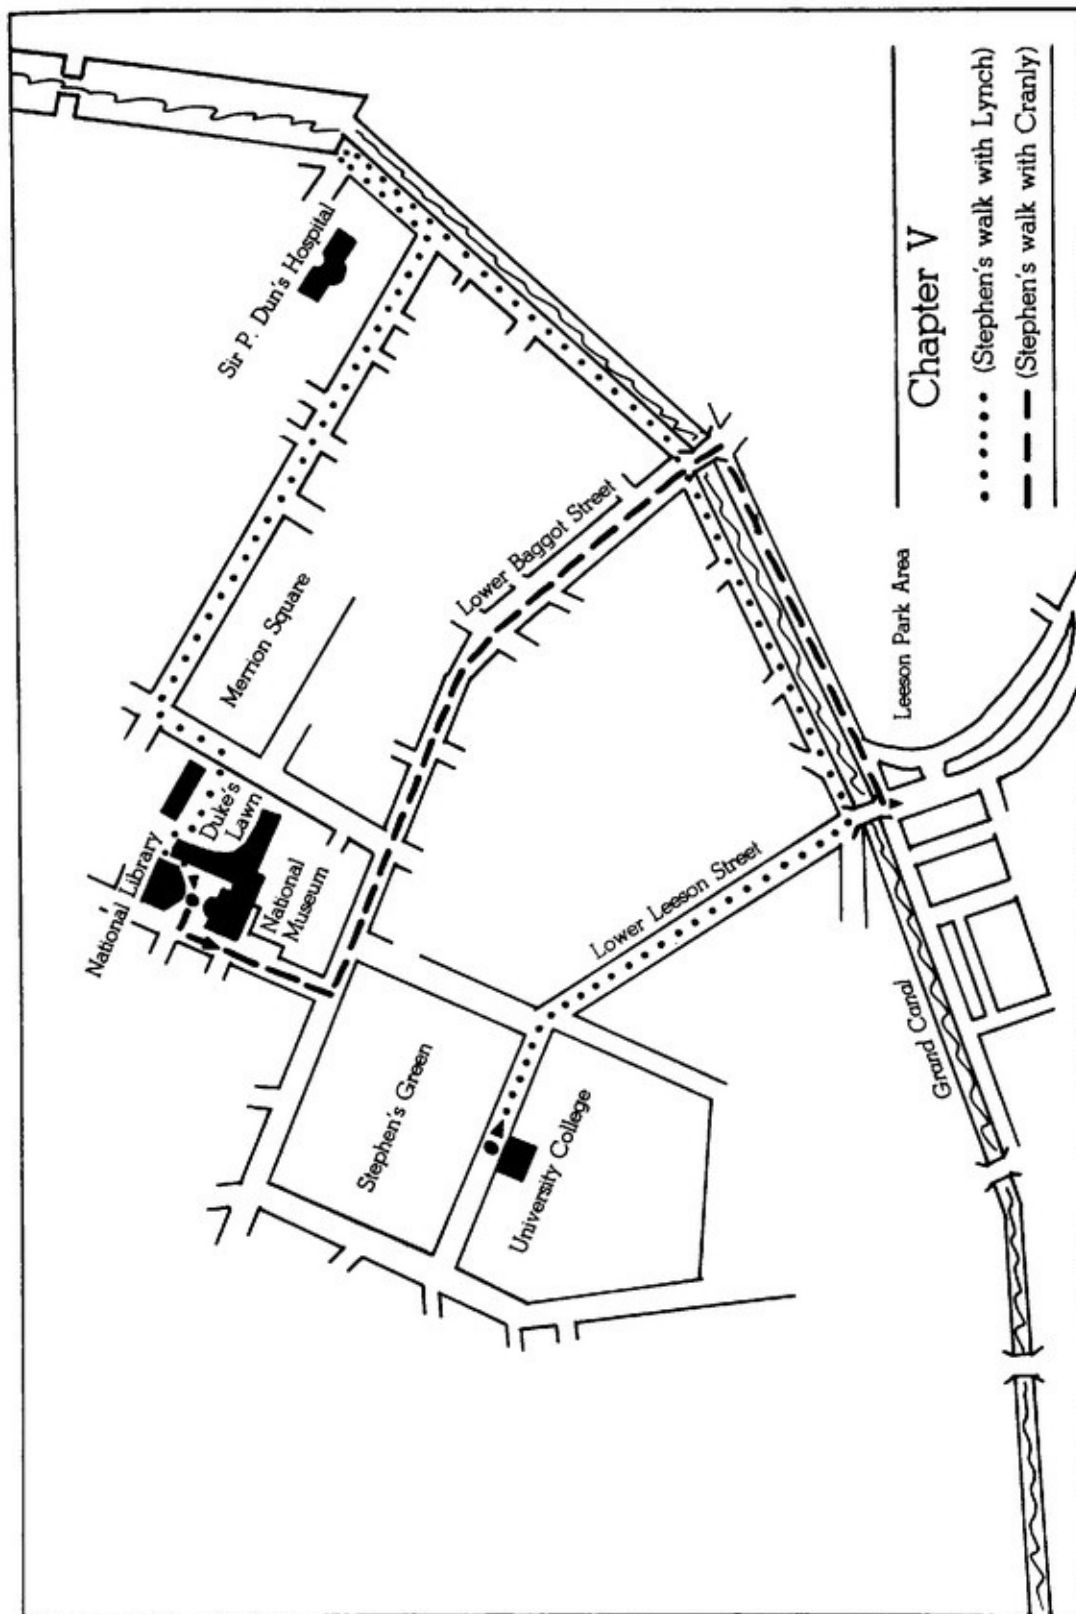 Chapter V
(Stephen's walk with Lynch)
(Stephen's walk with Cranly)
Sir P. Dun's Hospital
Merrion Square
Lower Baggot Street
Leeson Park Area
National Library
Duke's
Lawn
National
Museum
Lower Leeson Street
Grand Canal
Stephen's Green
University College